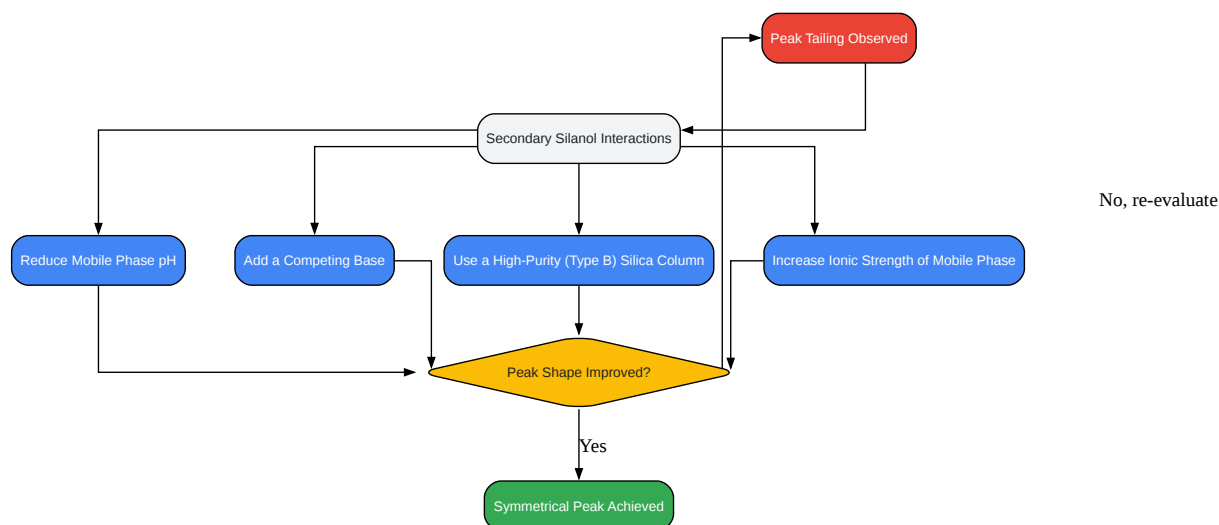 Peak Tailing Observed
Secondary Silanol Interactions
No, re-evaluate
Reduce Mobile Phase pH
Add a Competing Base
Use a High-Purity (Type B) Silica Column
Increase Ionic Strength of Mobile Phase
Peak Shape Improved?
Yes
Symmetrical Peak Achieved